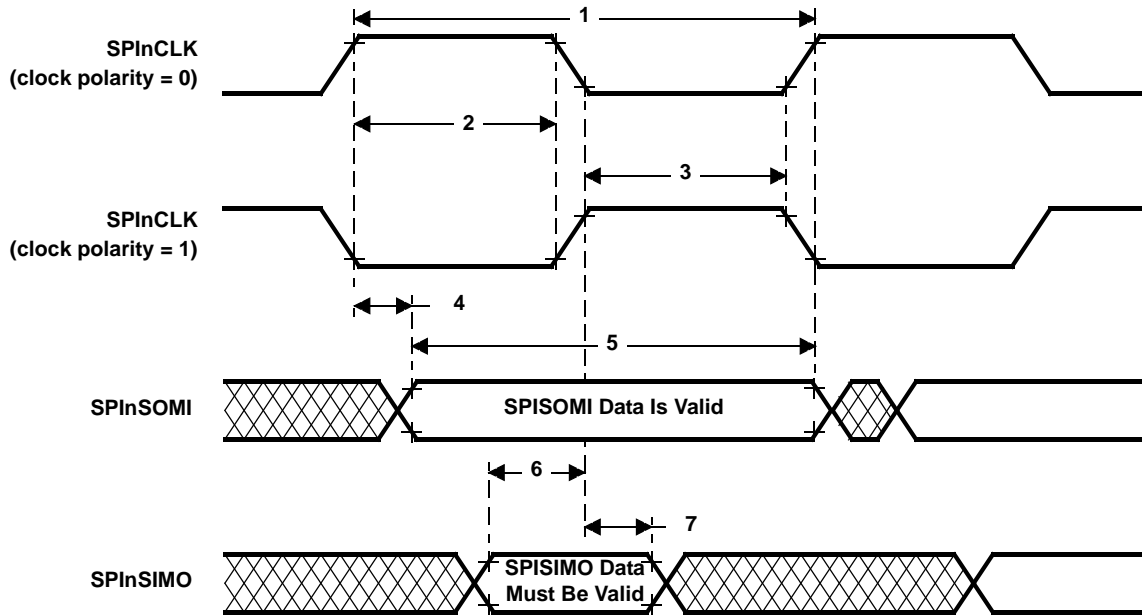 1
SPInCLK
(clock polarity = 0)
2
3
SPInCLK
(clock polarity = 1)
4
5
SPInSOMI
SPISOMI Data Is Valid
6
7
SPInSIMO
SPISIMO Data
Must Be Valid